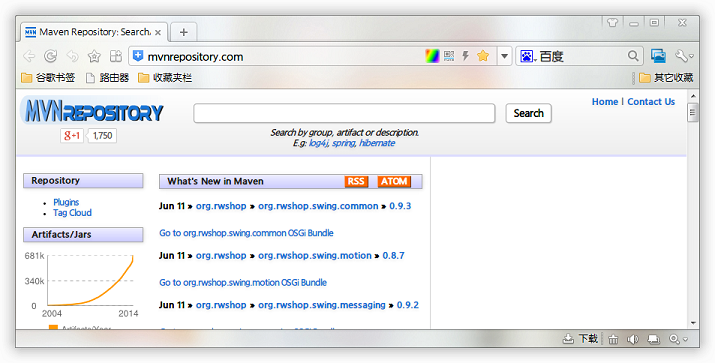 Maven Repository: Search
mvnrepository.com
百度
谷歌书签 路由器 收藏夹栏 其它收藏
MVNREPOSITORY
Search
Home | Contact Us
g+1 1,750
Search by group, artifact or description.
E.g: log4j, spring, hibernate
Repository
Plugins
Tag Cloud
Artifacts/Jars
681k
340k
0
2004 2014
Artifacts/Year
What's New in Maven RSS ATOM
Jun 11 » org.rwshop » org.rwshop.swing.common » 0.9.3
Go to org.rwshop.swing.common OSGi Bundle
Jun 11 » org.rwshop » org.rwshop.swing.motion » 0.8.7
Go to org.rwshop.swing.motion OSGi Bundle
Jun 11 » org.rwshop » org.rwshop.swing.messaging » 0.9.2
下载